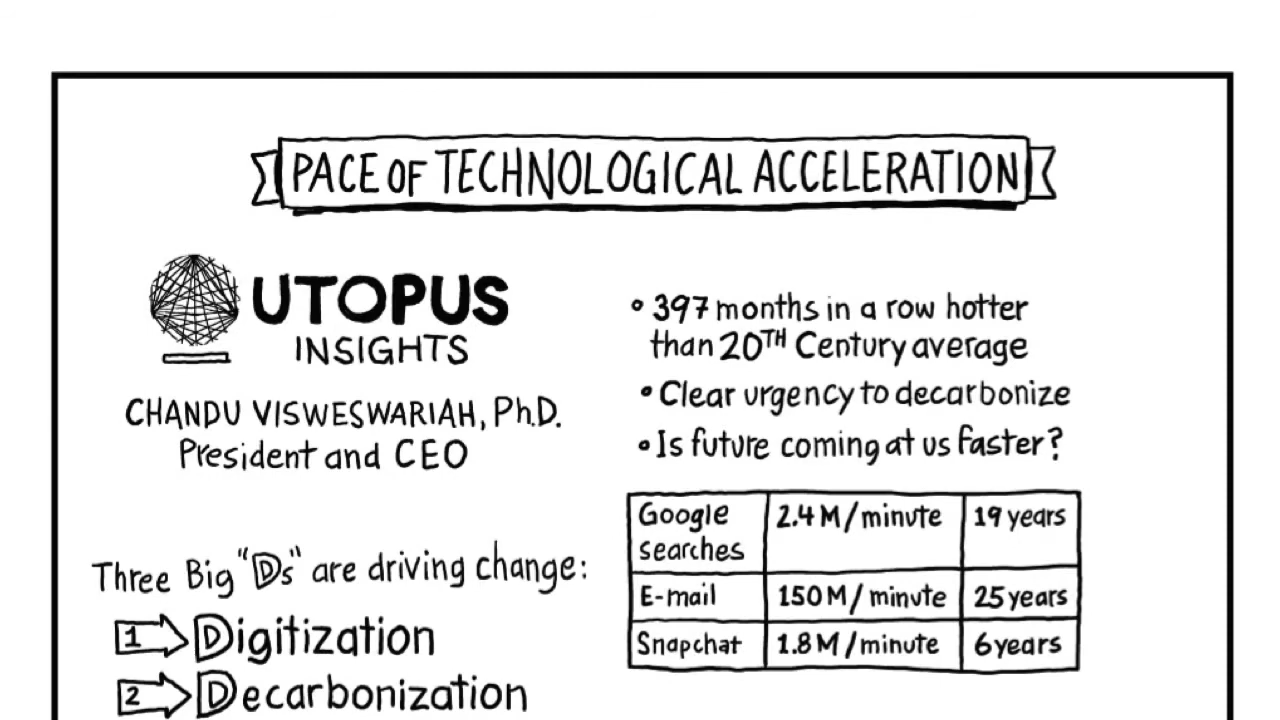 PACE OF TECHNOLOGICAL ACCELERATION
UTOPUS
INSIGHTS
CHANDU VISWESWARIAH, Ph.D.
President and CEO
• 397 months in a row hotter
than 20TH Century average
• Clear urgency to decarbonize
• Is future coming at us faster?
Google searches 2.4 M/minute 19 years
E-mail 150 M/minute 25 years
Snapchat 1.8 M/minute 6 years
Three Big "Ds" are driving change:
1 Digitization
2 Decarbonization